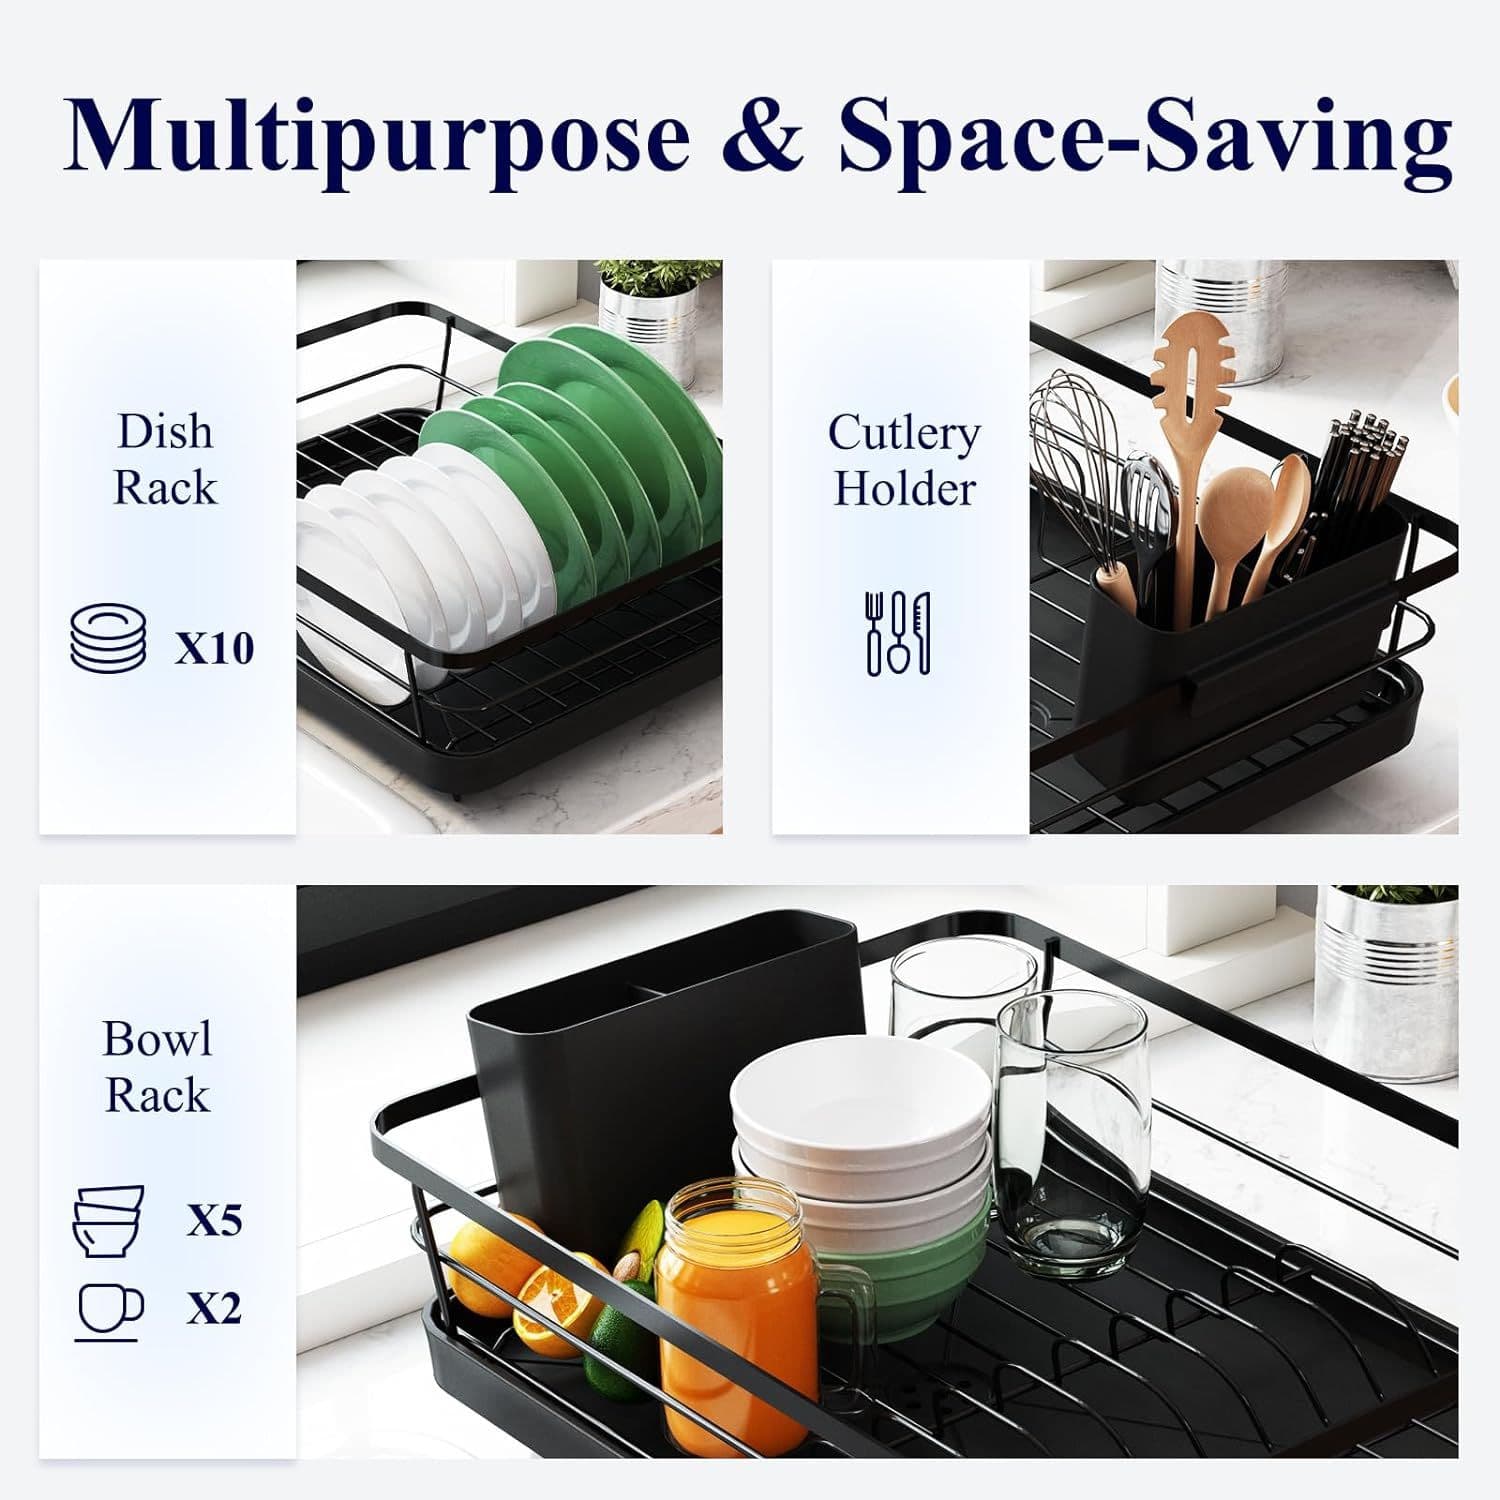 Multipurpose & Space-Saving
Dish
Rack
X10
Cutlery
Holder
Bowl
Rack
X5
X2